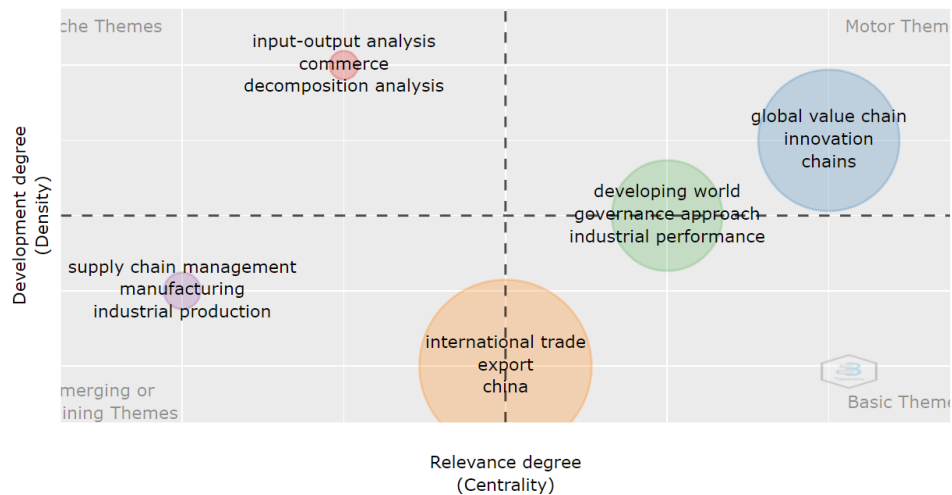 che Themes
Motor Theme
input-output analysis
commerce
decomposition analysis
global value chain
innovation
chains
developing world
governance approach
industrial performance
Development degree
(Density)
supply chain management
manufacturing
industrial production
international trade
export
china
merging or
ining Themes
Basic Theme
Relevance degree
(Centrality)